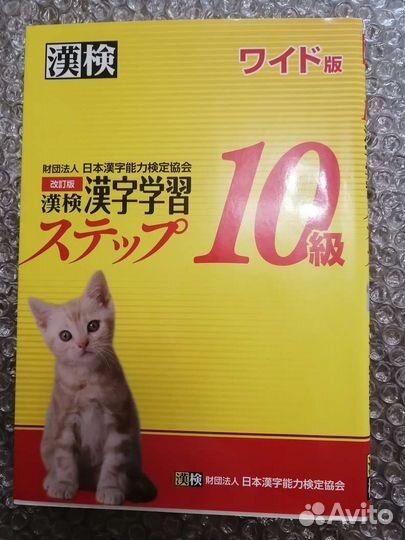 漢検
ワイド版
財団法人 日本漢字能力検定協会
改訂版
漢検 漢字学習
ステップ
10級
漢検 財団法人 日本漢字能力検定協会
Avito